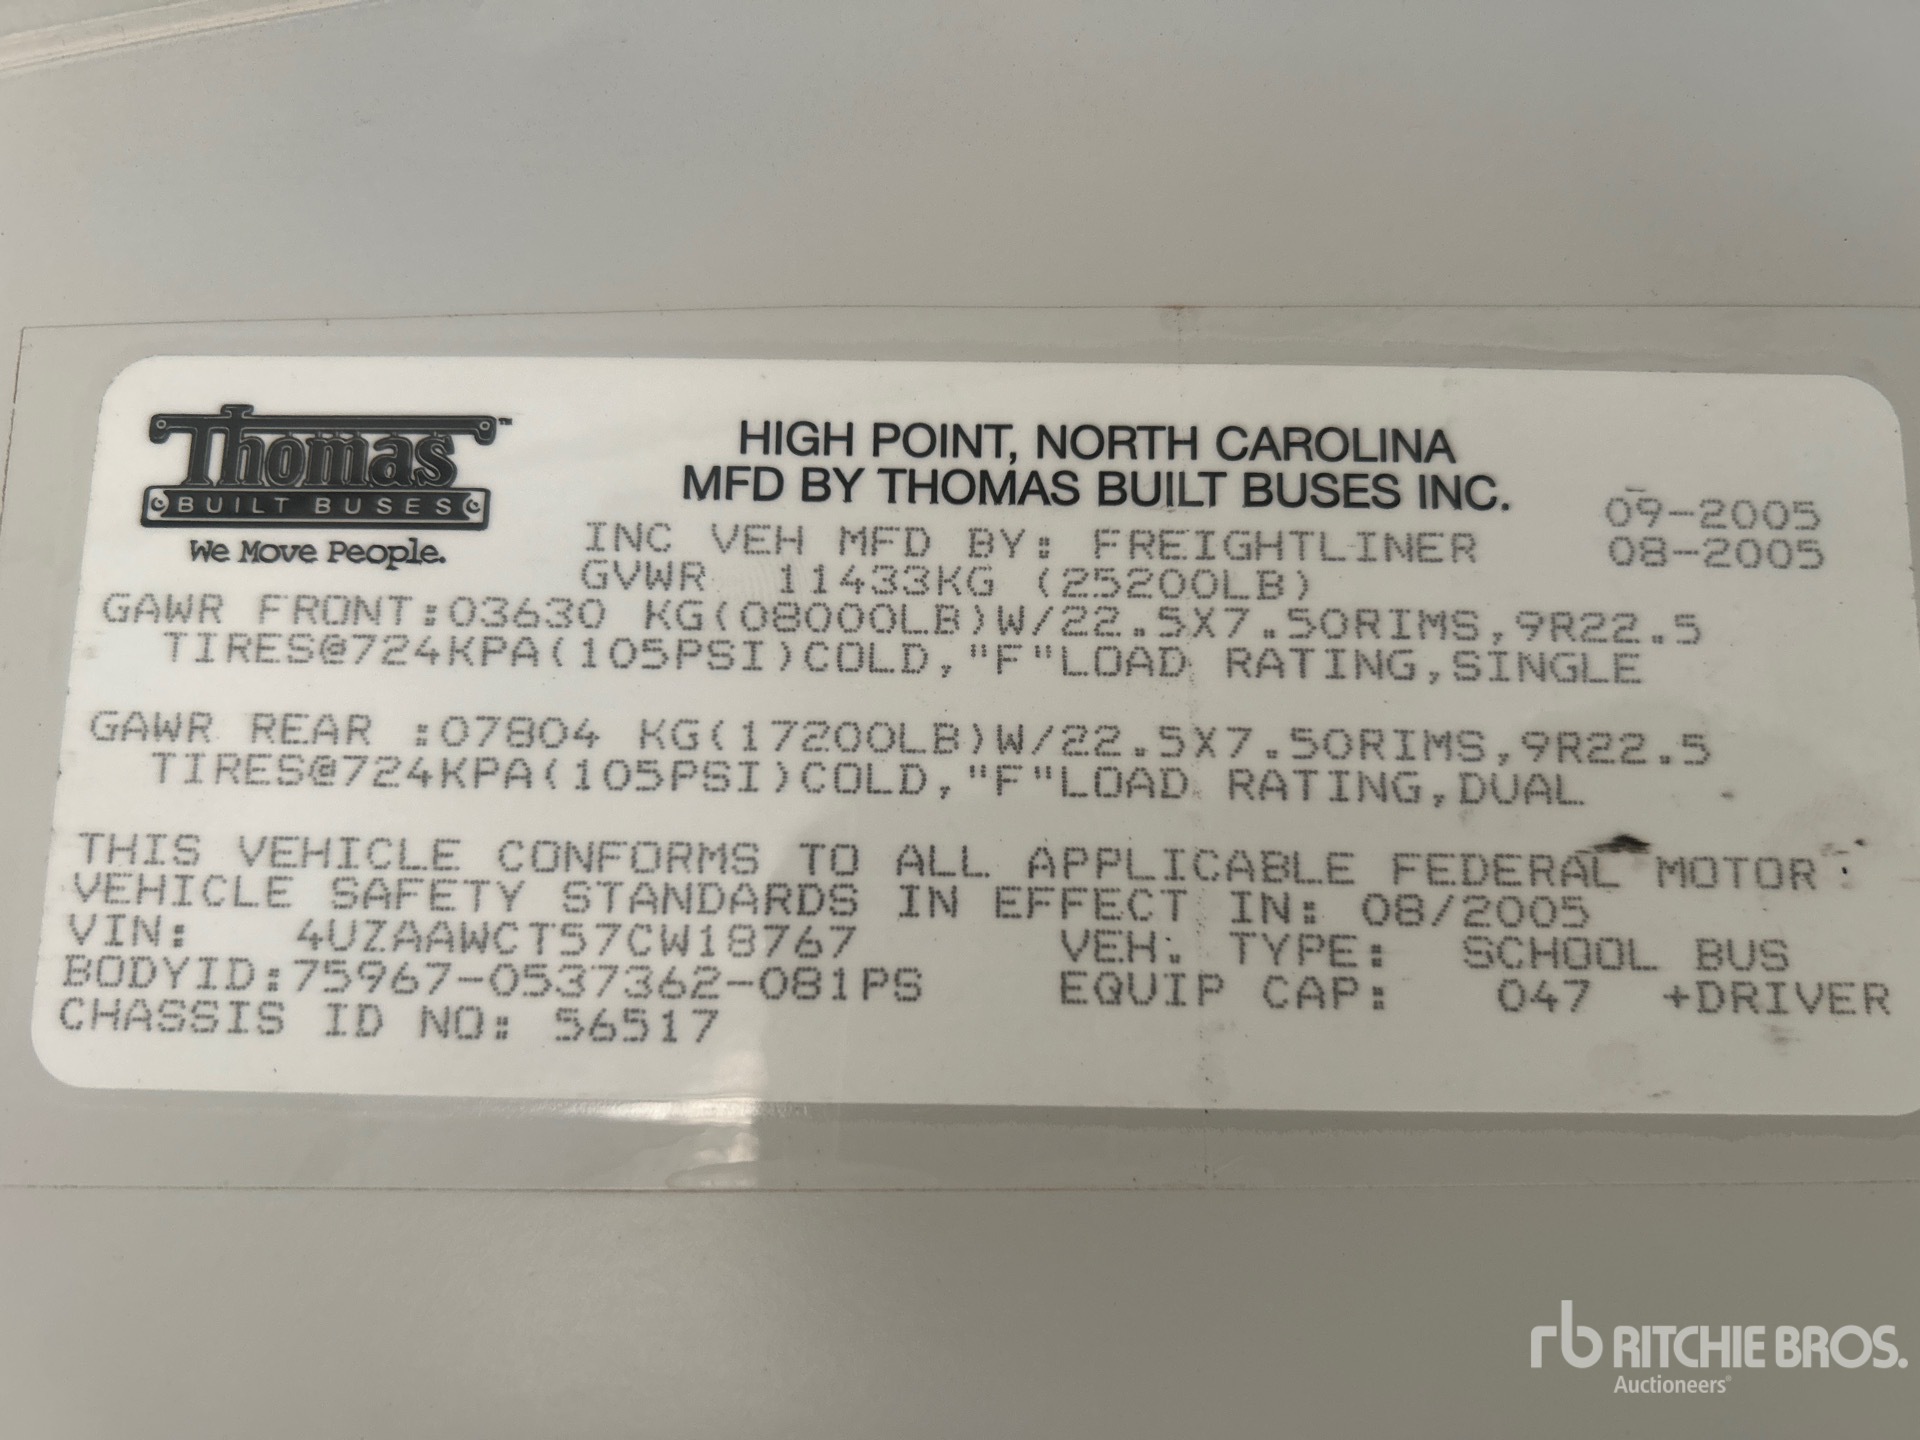 Thomas™
BUILT BUSES
We Move People.
HIGH POINT, NORTH CAROLINA
MFD BY THOMAS BUILT BUSES INC.
09-2005
INC VEH MFD BY: FREIGHTLINER
08-2005
GVWR 11433KG (25200LB)
GAWR FRONT:03630 KG(08000LB)W/22.5X7.50RIMS,9R22.5
TIRES@724KPA(105PSI)COLD,"F"LOAD RATING,SINGLE
GAWR REAR :07804 KG(17200LB)W/22.5X7.50RIMS,9R22.5
TIRES@724KPA(105PSI)COLD,"F"LOAD RATING,DUAL
THIS VEHICLE CONFORMS TO ALL APPLICABLE FEDERAL MOTOR
VEHICLE SAFETY STANDARDS IN EFFECT IN: 08/2005
VIN: 4UZAAWCT57CW18767 VEH. TYPE: SCHOOL BUS
BODYID:75967-0537362-081PS EQUIP CAP: 047 +DRIVER
CHASSIS ID NO: 56517
rb RITCHIE BROS.
Auctioneers®